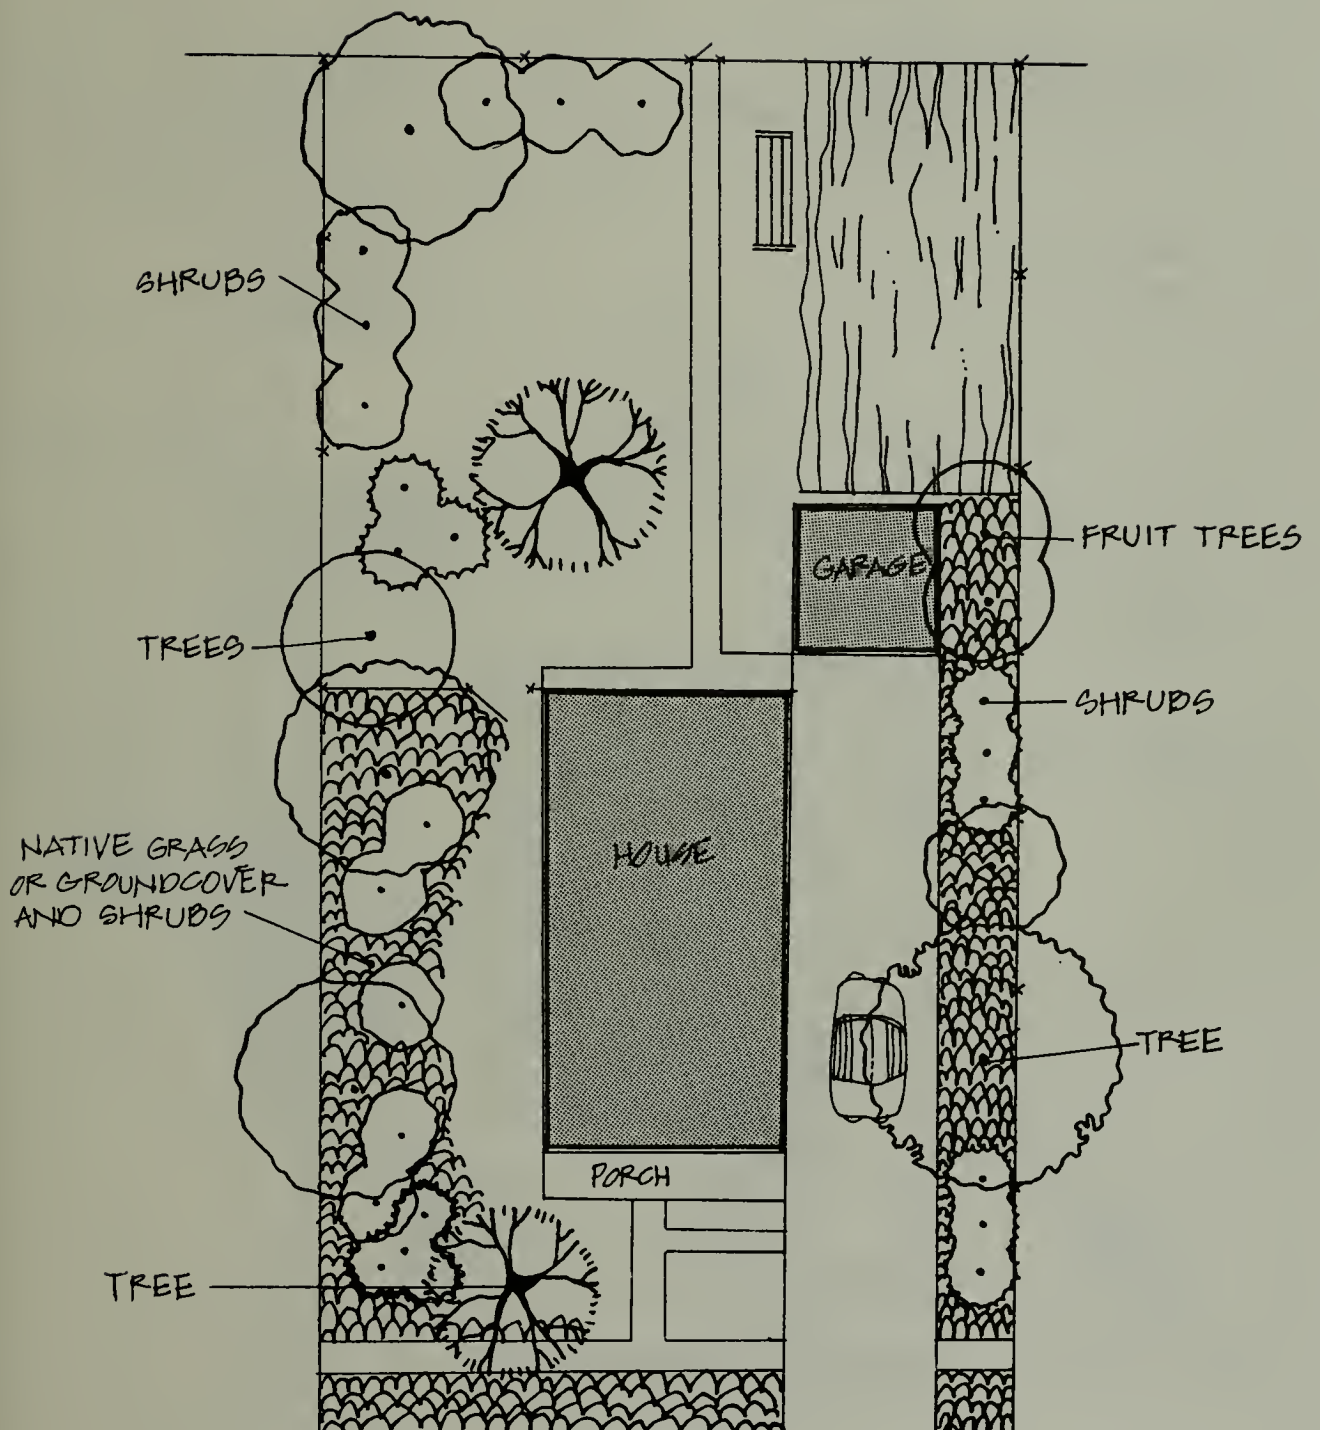 SHRUBS
FRUIT TREES
GARAGE
TREES
SHRUBS
HOUSE
NATIVE GRASS
OR GROUNDCOVER
AND SHRUBS
TREE
PORCH
TREE